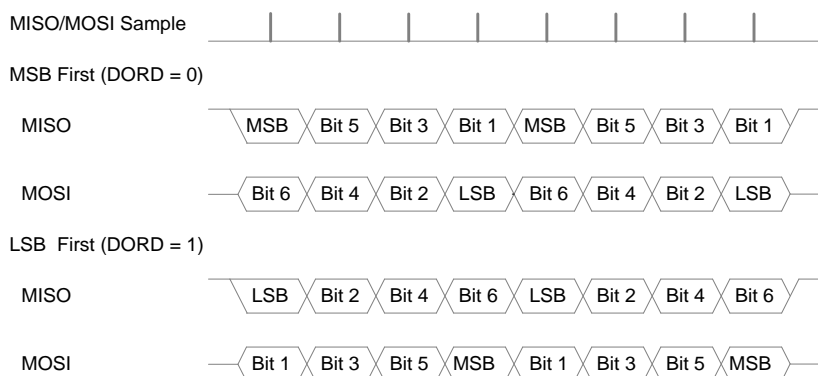 MISO/MOSI Sample
MSB First (DORD = 0)
MISO MSB Bit 5 Bit 3 Bit 1 MSB Bit 5 Bit 3 Bit 1
MOSI Bit 6 Bit 4 Bit 2 LSB Bit 6 Bit 4 Bit 2 LSB
LSB First (DORD = 1)
MISO LSB Bit 2 Bit 4 Bit 6 LSB Bit 2 Bit 4 Bit 6
MOSI Bit 1 Bit 3 Bit 5 MSB Bit 1 Bit 3 Bit 5 MSB